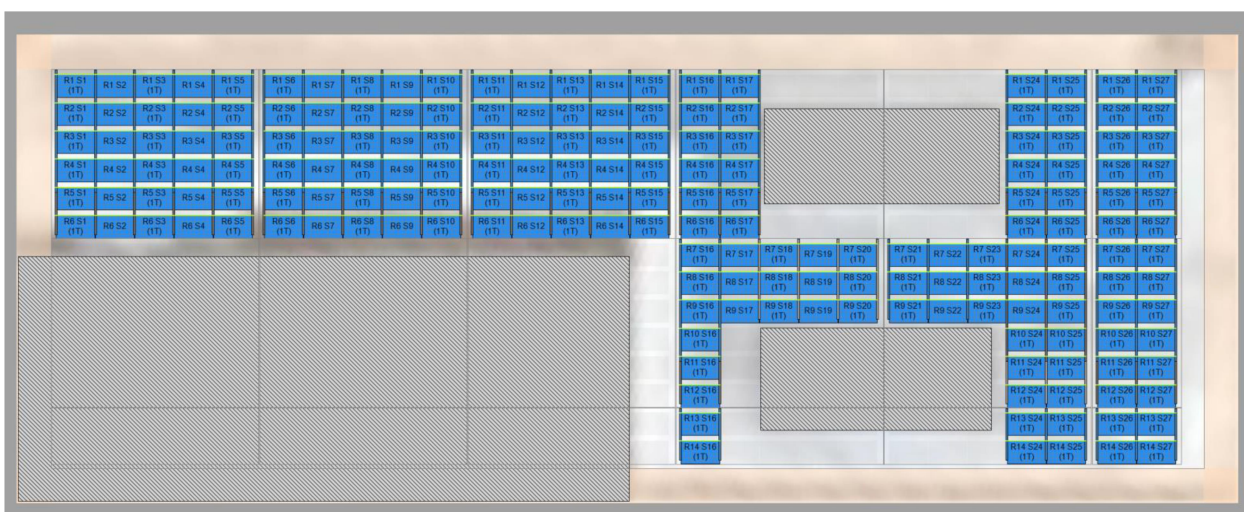 R1 S1 (1T) R1 S2 R1 S3 (1T) R1 S4 R1 S5 (1T) R1 S6 (1T) R1 S7 R1 S8 (1T) R1 S9 R1 S10 (1T) R1 S11 (1T) R1 S12 R1 S13 (1T) R1 S14 R1 S15 (1T) R1 S16 (1T) R1 S17 (1T) R1 S24 (1T) R1 S25 (1T) R1 S26 (1T) R1 S27 (1T)
R2 S1 (1T) R2 S2 R2 S3 (1T) R2 S4 R2 S5 (1T) R2 S6 (1T) R2 S7 R2 S8 (1T) R2 S9 R2 S10 (1T) R2 S11 (1T) R2 S12 R2 S13 (1T) R2 S14 R2 S15 (1T) R2 S16 (1T) R2 S17 (1T) R2 S24 (1T) R2 S25 (1T) R2 S26 (1T) R2 S27 (1T)
R3 S1 (1T) R3 S2 R3 S3 (1T) R3 S4 R3 S5 (1T) R3 S6 (1T) R3 S7 R3 S8 (1T) R3 S9 R3 S10 (1T) R3 S11 (1T) R3 S12 R3 S13 (1T) R3 S14 R3 S15 (1T) R3 S16 (1T) R3 S17 (1T) R3 S24 (1T) R3 S25 (1T) R3 S26 (1T) R3 S27 (1T)
R4 S1 (1T) R4 S2 R4 S3 (1T) R4 S4 R4 S5 (1T) R4 S6 (1T) R4 S7 R4 S8 (1T) R4 S9 R4 S10 (1T) R4 S11 (1T) R4 S12 R4 S13 (1T) R4 S14 R4 S15 (1T) R4 S16 (1T) R4 S17 (1T) R4 S24 (1T) R4 S25 (1T) R4 S26 (1T) R4 S27 (1T)
R5 S1 (1T) R5 S2 R5 S3 (1T) R5 S4 R5 S5 (1T) R5 S6 (1T) R5 S7 R5 S8 (1T) R5 S9 R5 S10 (1T) R5 S11 (1T) R5 S12 R5 S13 (1T) R5 S14 R5 S15 (1T) R5 S16 (1T) R5 S17 (1T) R5 S24 (1T) R5 S25 (1T) R5 S26 (1T) R5 S27 (1T)
R6 S1 (1T) R6 S2 R6 S3 (1T) R6 S4 R6 S5 (1T) R6 S6 (1T) R6 S7 R6 S8 (1T) R6 S9 R6 S10 (1T) R6 S11 (1T) R6 S12 R6 S13 (1T) R6 S14 R6 S15 (1T) R6 S16 (1T) R6 S17 (1T) R6 S24 (1T) R6 S25 (1T) R6 S26 (1T) R6 S27 (1T)
R7 S16 (1T) R7 S17 R7 S18 (1T) R7 S19 R7 S20 (1T) R7 S21 (1T) R7 S22 R7 S23 (1T) R7 S24 R7 S25 (1T) R7 S26 (1T) R7 S27 (1T)
R8 S16 (1T) R8 S17 R8 S18 (1T) R8 S19 R8 S20 (1T) R8 S21 (1T) R8 S22 R8 S23 (1T) R8 S24 R8 S25 (1T) R8 S26 (1T) R8 S27 (1T)
R9 S16 (1T) R9 S17 R9 S18 (1T) R9 S19 R9 S20 (1T) R9 S21 (1T) R9 S22 R9 S23 (1T) R9 S24 R9 S25 (1T) R9 S26 (1T) R9 S27 (1T)
R10 S16 (1T) R10 S24 (1T) R10 S25 (1T) R10 S26 (1T) R10 S27 (1T)
R11 S16 (1T) R11 S24 (1T) R11 S25 (1T) R11 S26 (1T) R11 S27 (1T)
R12 S16 (1T) R12 S24 (1T) R12 S25 (1T) R12 S26 (1T) R12 S27 (1T)
R13 S16 (1T) R13 S24 (1T) R13 S25 (1T) R13 S26 (1T) R13 S27 (1T)
R14 S16 (1T) R14 S24 (1T) R14 S25 (1T) R14 S26 (1T) R14 S27 (1T)